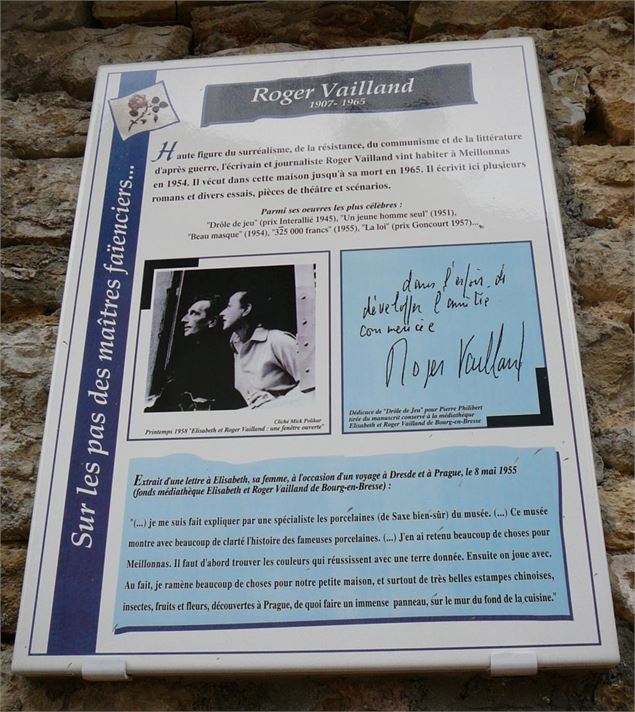 Roger Vailland
1907- 1965
Sur les pas des maîtres faïenciers...
Haute figure du surréalisme, de la résistance, du communisme et de la littérature
d'après guerre, l'écrivain et journaliste Roger Vailland vint habiter à Meillonnas
en 1954. Il vécut dans cette maison jusqu'à sa mort en 1965. Il écrivit ici plusieurs
romans et divers essais, pièces de théâtre et scénarios.
Parmi ses oeuvres les plus célèbres :
"Drôle de jeu" (prix Interallié 1945), "Un jeune homme seul" (1951),
"Beau masque" (1954), "325 000 francs" (1955), "La loi" (prix Goncourt 1957)...
Cliché Mick Polikar
Printemps 1958 "Elisabeth et Roger Vailland : une fenêtre ouverte"
dans l'espoir de
développer l'amitié
commencée
Roger Vailland
Dédicace de "Drôle de Jeu" pour Pierre Philibert
tirée du manuscrit conservé à la médiathèque
Elisabeth et Roger Vailland de Bourg-en-Bresse
Extrait d'une lettre à Elisabeth, sa femme, à l'occasion d'un voyage à Dresde et à Prague, le 8 mai 1955
(fonds médiathèque Elisabeth et Roger Vailland de Bourg-en-Bresse) :
"(...) je me suis fait expliquer par une spécialiste les porcelaines (de Saxe bien-sûr) du musée. (...) Ce musée
montre avec beaucoup de clarté l'histoire des fameuses porcelaines. (...) J'en ai retenu beaucoup de choses pour
Meillonnas. Il faut d'abord trouver les couleurs qui réussissent avec une terre donnée. Ensuite on joue avec.
Au fait, je ramène beaucoup de choses pour notre petite maison, et surtout de très belles estampes chinoises,
insectes, fruits et fleurs, découvertes à Prague, de quoi faire un immense panneau, sur le mur du fond de la cuisine."